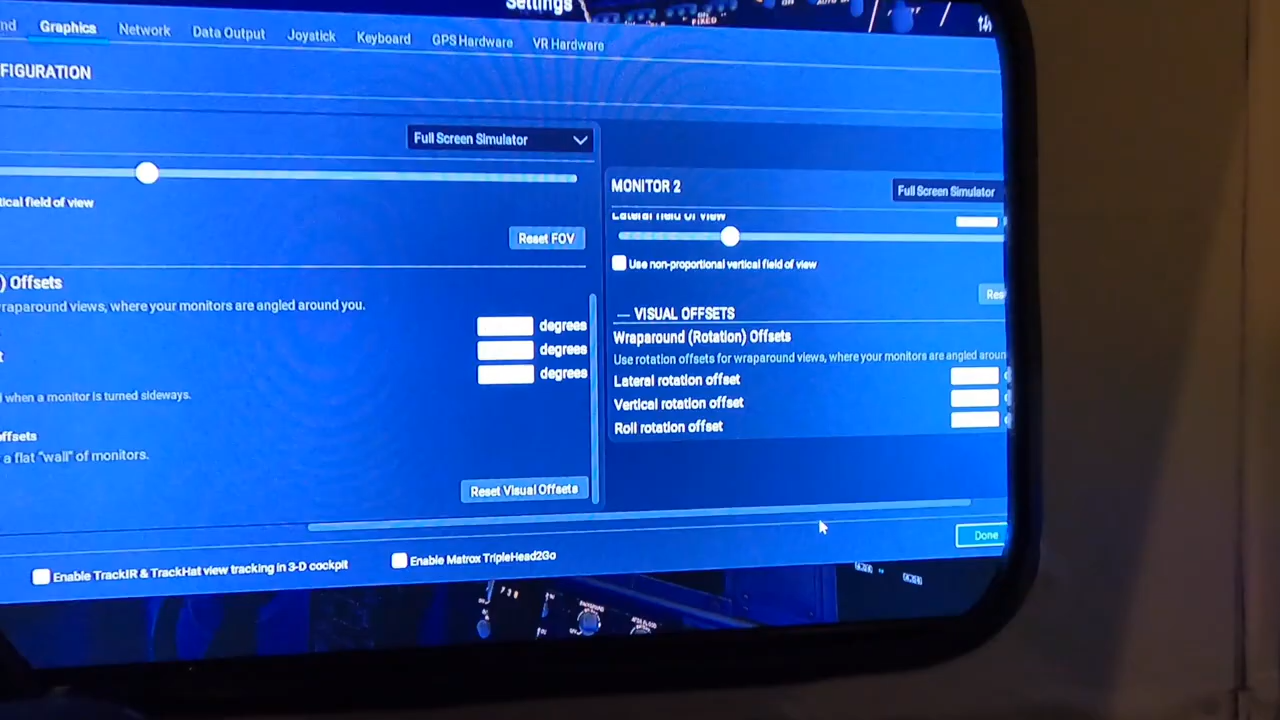 Settings
nd Graphics Network Data Output Joystick Keyboard GPS Hardware VR Hardware
FIGURATION
Full Screen Simulator
tical field of view
Reset FOV
) Offsets
raparound views, where your monitors are angled around you.
degrees
t degrees
degrees
when a monitor is turned sideways.
ffsets
a flat "wall" of monitors.
Reset Visual Offsets
MONITOR 2
Full Screen Simulator
Lateral field of view
Use non-proportional vertical field of view
Res
— VISUAL OFFSETS
Wraparound (Rotation) Offsets
Use rotation offsets for wraparound views, where your monitors are angled aroun
Lateral rotation offset
Vertical rotation offset
Roll rotation offset
Done
Enable TrackIR & TrackHat view tracking in 3-D cockpit
Enable Matrox TripleHead2Go
FIXED